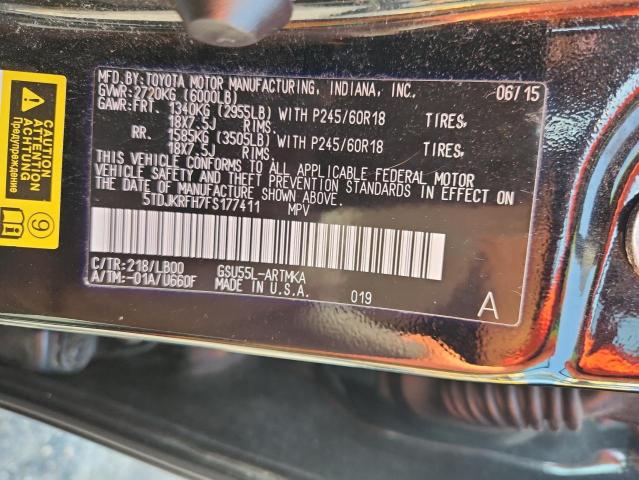 MFD.BY:TOYOTA MOTOR MANUFACTURING, INDIANA, INC. 06/15
GVWR:2720KG (6000LB)
GAWR:FRT. 1340KG (2955LB) WITH P245/60R18 TIRES,
18X7.5J RIMS.
RR. 1585KG (3505LB) WITH P245/60R18 TIRES,
18X7.5J RIMS.
THIS VEHICLE CONFORMS TO ALL APPLICABLE FEDERAL MOTOR
VEHICLE SAFETY AND THEFT PREVENTION STANDARDS IN EFFECT ON
THE DATE OF MANUFACTURE SHOWN ABOVE.
5TDJKRFH7FS177411 MPV
C/TR:218/LB00 GSU55L-ARTMKA
A/TM:-01A/U660F MADE IN U.S.A. 019 A
CAUTION
ATTENTION
ACHTUNG
Предупреждение
9